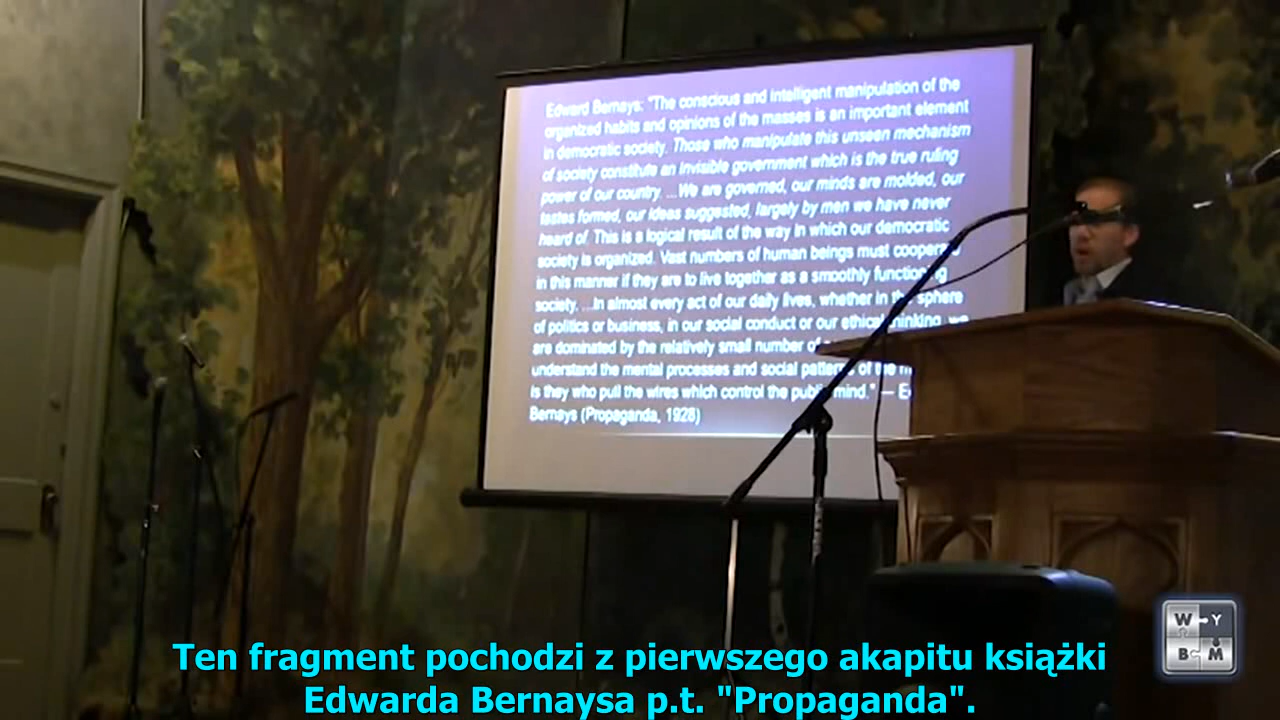 Edward Bernays: "The conscious and intelligent manipulation of the
organized habits and opinions of the masses is an important element
in democratic society. Those who manipulate this unseen mechanism
of society constitute an invisible government which is the true ruling
power of our country. ...We are governed, our minds are molded, our
tastes formed, our ideas suggested, largely by men we have never
heard of. This is a logical result of the way in which our democratic
society is organized. Vast numbers of human beings must cooperate
in this manner if they are to live together as a smoothly functioning
society. ...In almost every act of our daily lives, whether in the sphere
of politics or business, in our social conduct or our ethical thinking, we
are dominated by the relatively small number of
understand the mental processes and social patterns of the
is they who pull the wires which control the public mind." —
Bernays (Propaganda, 1928)
Ten fragment pochodzi z pierwszego akapitu książki
Edwarda Bernaysa p.t. "Propaganda".
W Y
B M